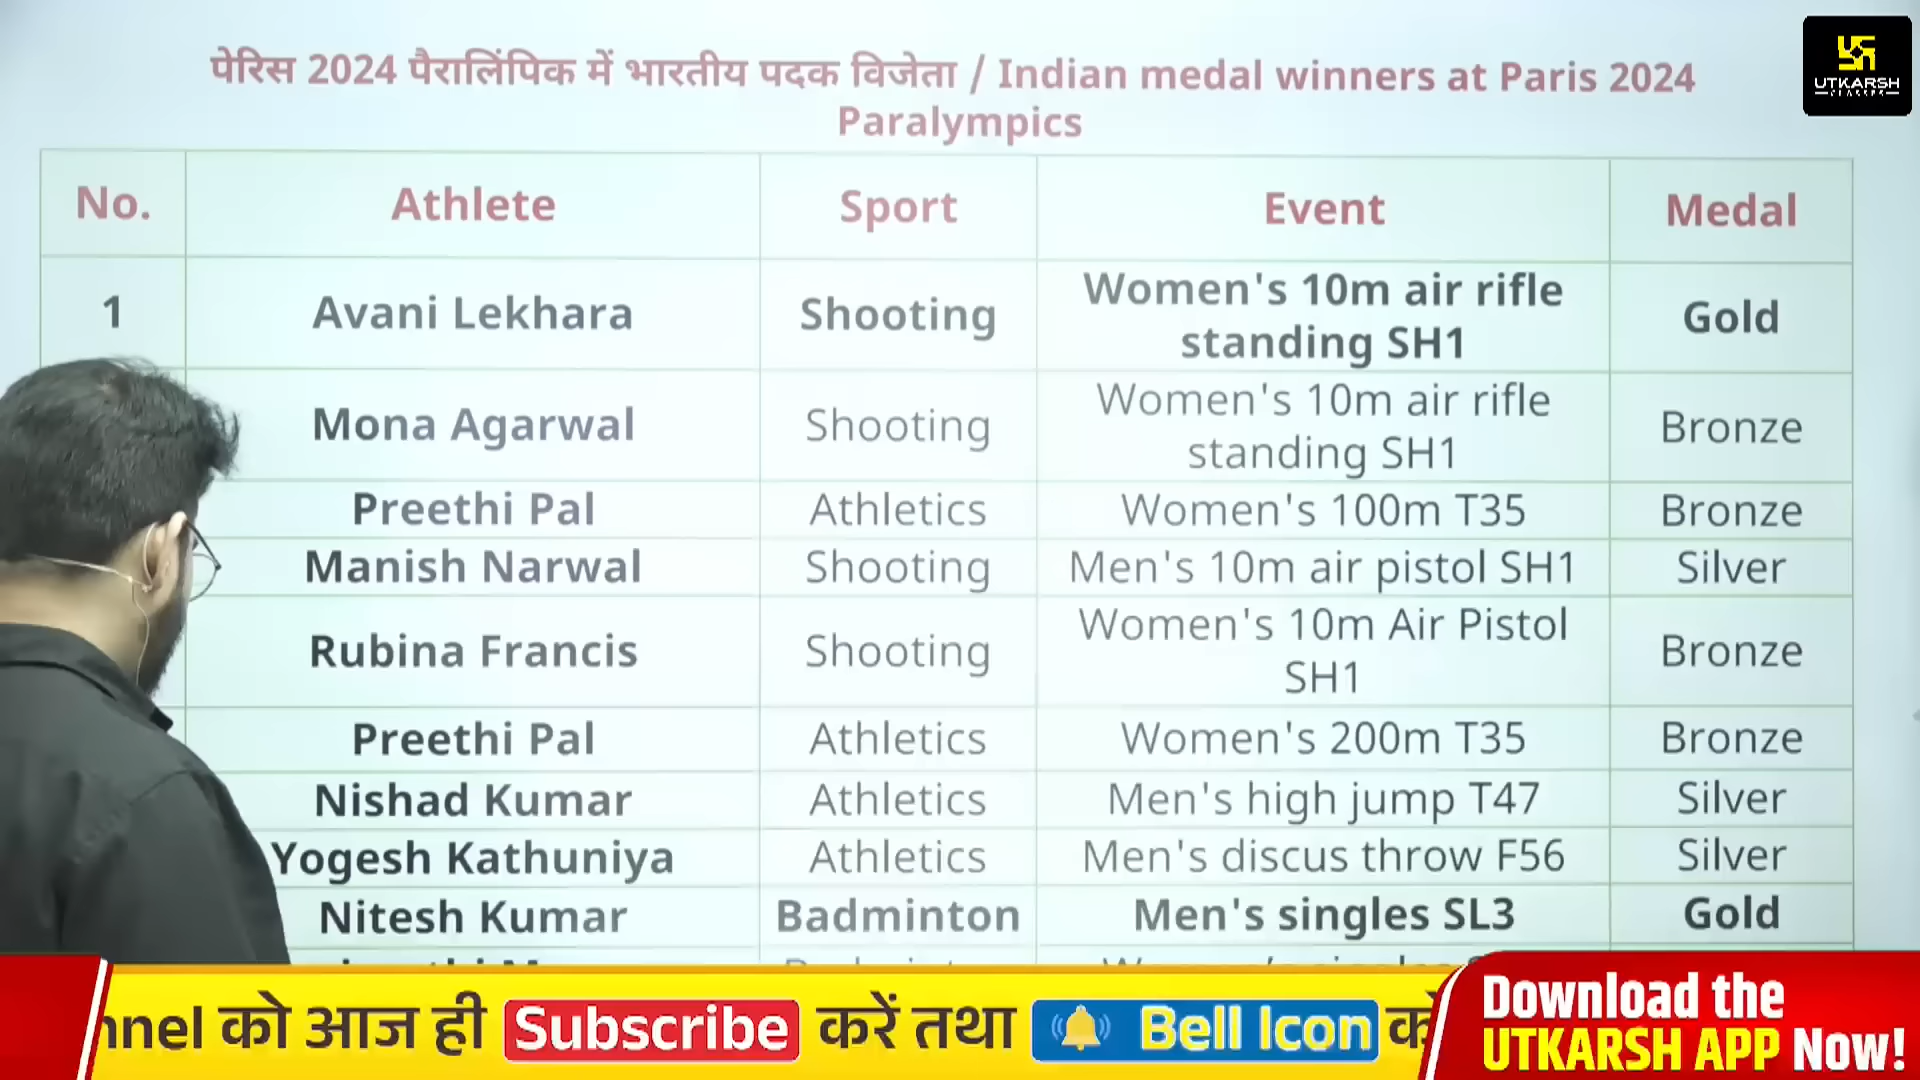 पेरिस 2024 पैरालिंपिक में भारतीय पदक विजेता / Indian medal winners at Paris 2024
Paralympics
UTKARSH
CLASSES
No. Athlete Sport Event Medal
1 Avani Lekhara Shooting Women's 10m air rifle standing SH1 Gold
Mona Agarwal Shooting Women's 10m air rifle standing SH1 Bronze
Preethi Pal Athletics Women's 100m T35 Bronze
Manish Narwal Shooting Men's 10m air pistol SH1 Silver
Rubina Francis Shooting Women's 10m Air Pistol SH1 Bronze
Preethi Pal Athletics Women's 200m T35 Bronze
Nishad Kumar Athletics Men's high jump T47 Silver
Yogesh Kathuniya Athletics Men's discus throw F56 Silver
Nitesh Kumar Badminton Men's singles SL3 Gold
nnel को आज ही Subscribe करें तथा Bell Icon को
Download the
UTKARSH APP Now!